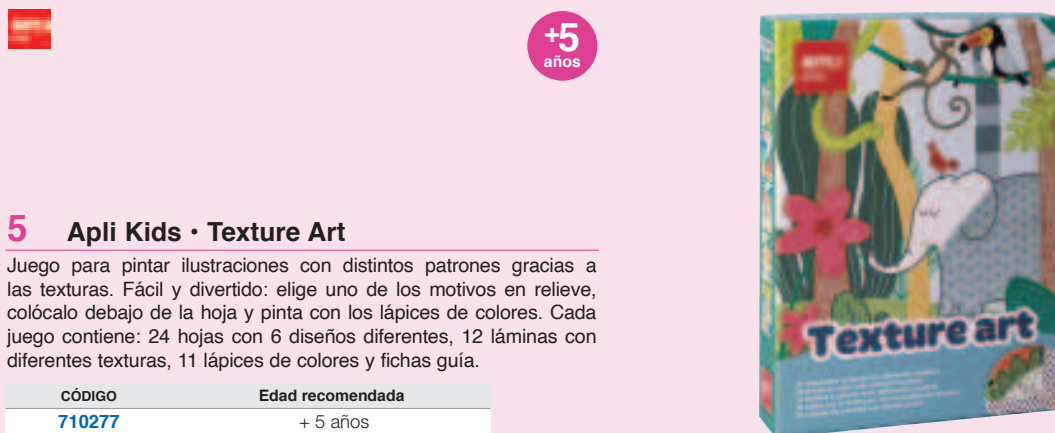 +5
años
5 Apli Kids • Texture Art
Juego para pintar ilustraciones con distintos patrones gracias a
las texturas. Fácil y divertido: elige uno de los motivos en relieve,
colócalo debajo de la hoja y pinta con los lápices de colores. Cada
juego contiene: 24 hojas con 6 diseños diferentes, 12 láminas con
diferentes texturas, 11 lápices de colores y fichas guía.
CÓDIGO Edad recomendada
710277 + 5 años
Texture art